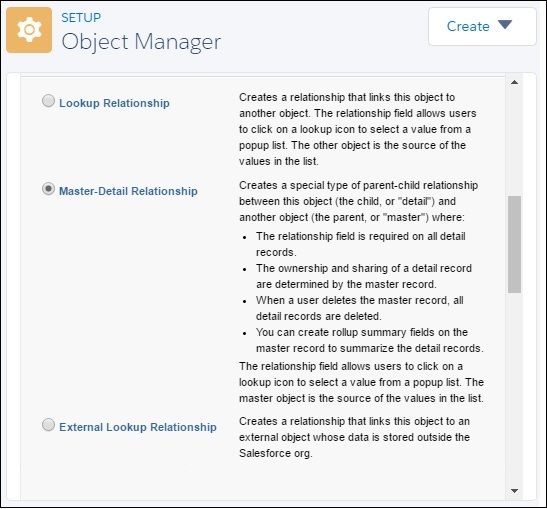 SETUP
Object Manager
Create
Lookup Relationship
Creates a relationship that links this object to
another object. The relationship field allows users
to click on a lookup icon to select a value from a
popup list. The other object is the source of the
values in the list.
Master-Detail Relationship
Creates a special type of parent-child relationship
between this object (the child, or "detail") and
another object (the parent, or "master") where:
• The relationship field is required on all detail
records.
• The ownership and sharing of a detail record
are determined by the master record.
• When a user deletes the master record, all
detail records are deleted.
• You can create rollup summary fields on the
master record to summarize the detail records.
The relationship field allows users to click on a
lookup icon to select a value from a popup list. The
master object is the source of the values in the list.
External Lookup Relationship
Creates a relationship that links this object to an
external object whose data is stored outside the
Salesforce org.